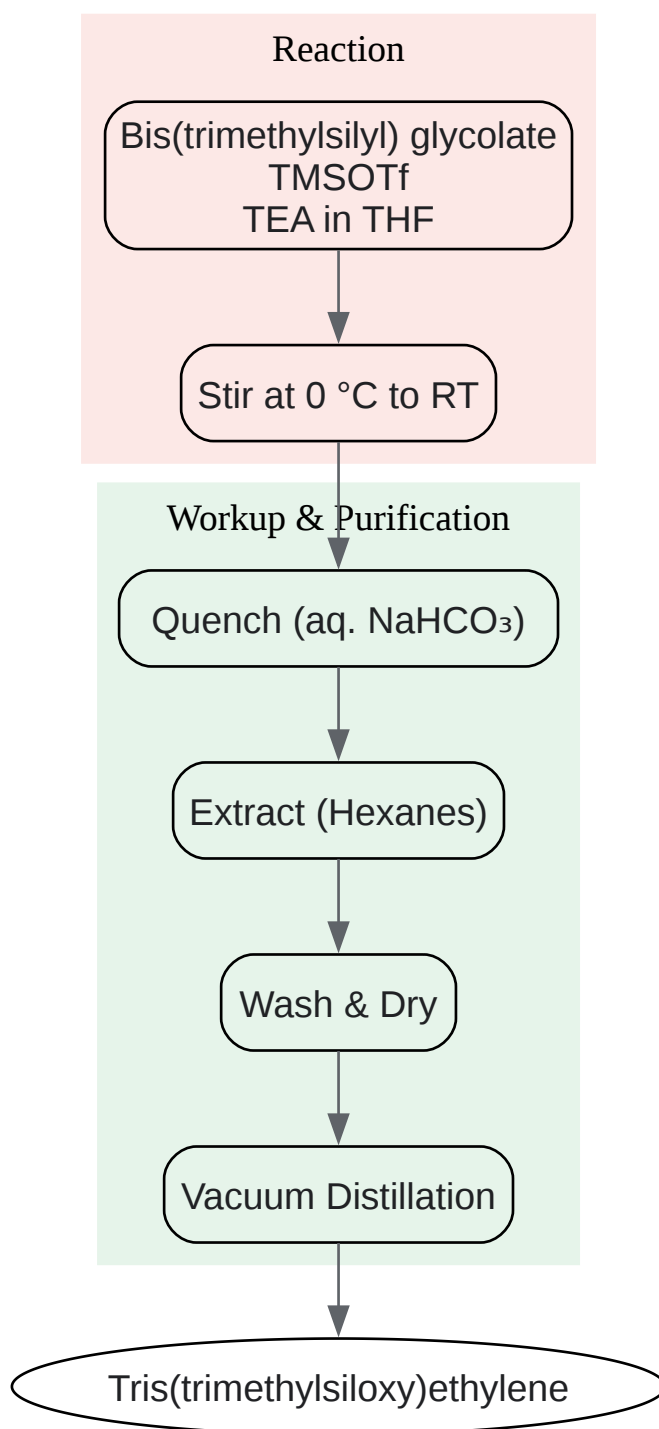 Reaction
Bis(trimethylsilyl) glycolate
TMSOTf
TEA in THF
Stir at 0 °C to RT
Workup & Purification
Quench (aq. NaHCO₃)
Extract (Hexanes)
Wash & Dry
Vacuum Distillation
Tris(trimethylsiloxy)ethylene